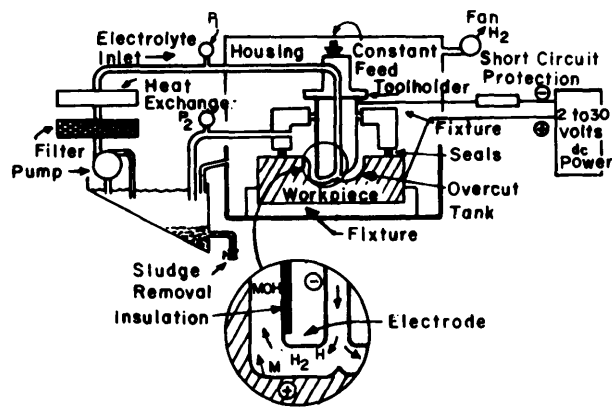 P1
Fan
H2
Electrolyte
Inlet
Housing
Constant
Feed
Short Circuit
Protection
Toolholder
Heat
Exchange
P2
Filter
Pump
Fixture
Seals
2 to 30
volts
dc
Power
Workpiece
Overcut
Tank
Fixture
Sludge
Removal
MOH
Insulation
Electrode
H2
H
M